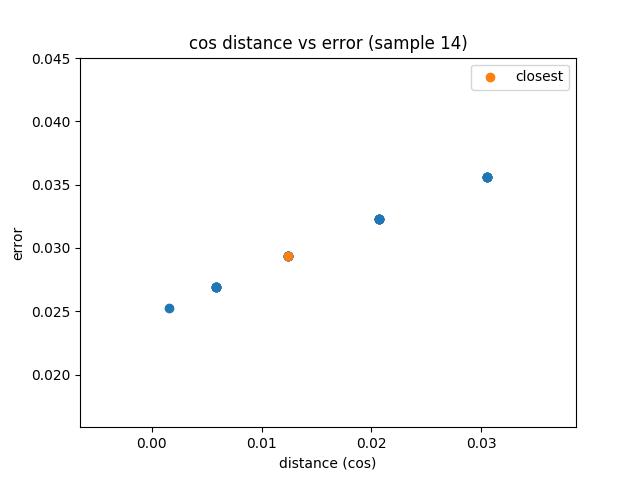 cos distance vs error (sample 14)
closest
0.045
0.040
0.035
0.030
0.025
0.020
error
0.00 0.01 0.02 0.03
distance (cos)